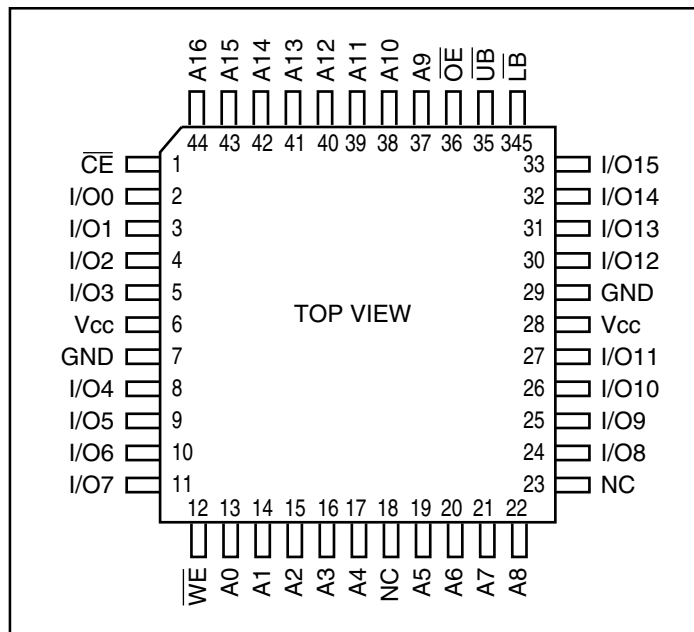 A16 A15 A14 A13 A12 A11 A10 A9 OE UB LB
44 43 42 41 40 39 38 37 36 35 345
CE 1 33 I/O15
I/O0 2 32 I/O14
I/O1 3 31 I/O13
I/O2 4 30 I/O12
I/O3 5 29 GND
TOP VIEW
Vcc 6 28 Vcc
GND 7 27 I/O11
I/O4 8 26 I/O10
I/O5 9 25 I/O9
I/O6 10 24 I/O8
I/O7 11 23 NC
12 13 14 15 16 17 18 19 20 21 22
WE A0 A1 A2 A3 A4 NC A5 A6 A7 A8